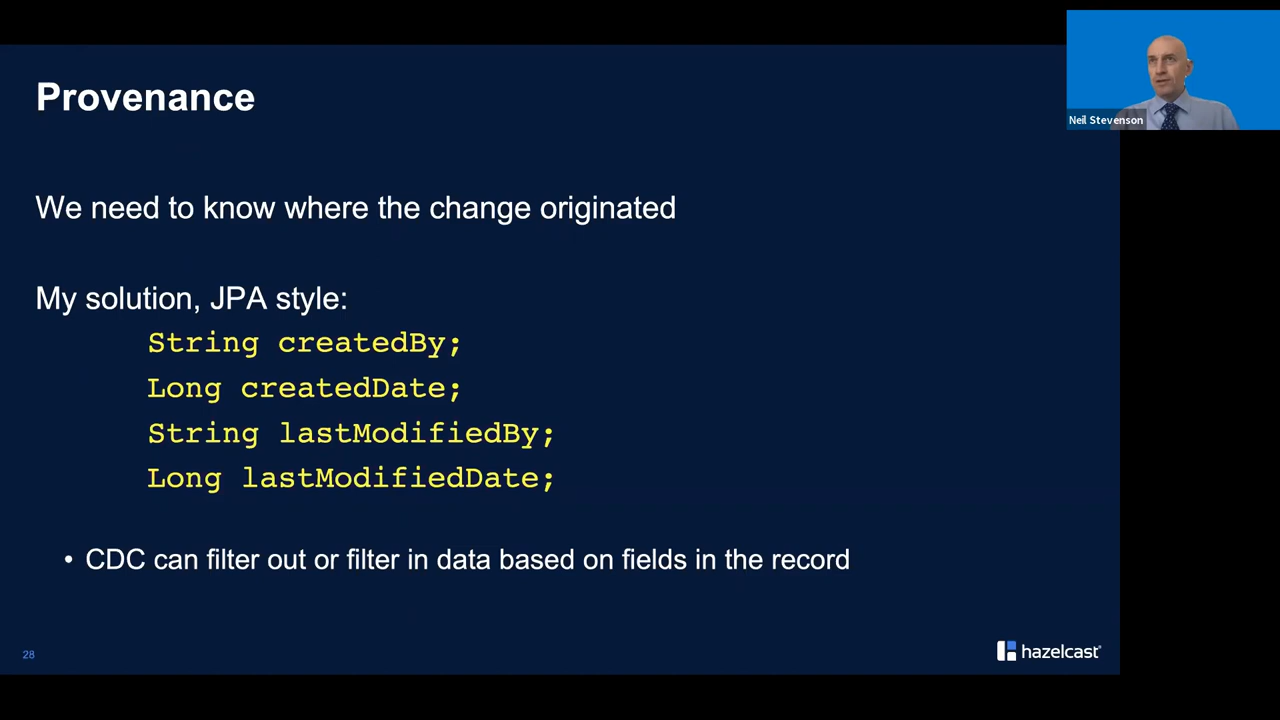 Provenance
Neil Stevenson
We need to know where the change originated
My solution, JPA style:
String createdBy;
Long createdDate;
String lastModifiedBy;
Long lastModifiedDate;
• CDC can filter out or filter in data based on fields in the record
28
hazelcast